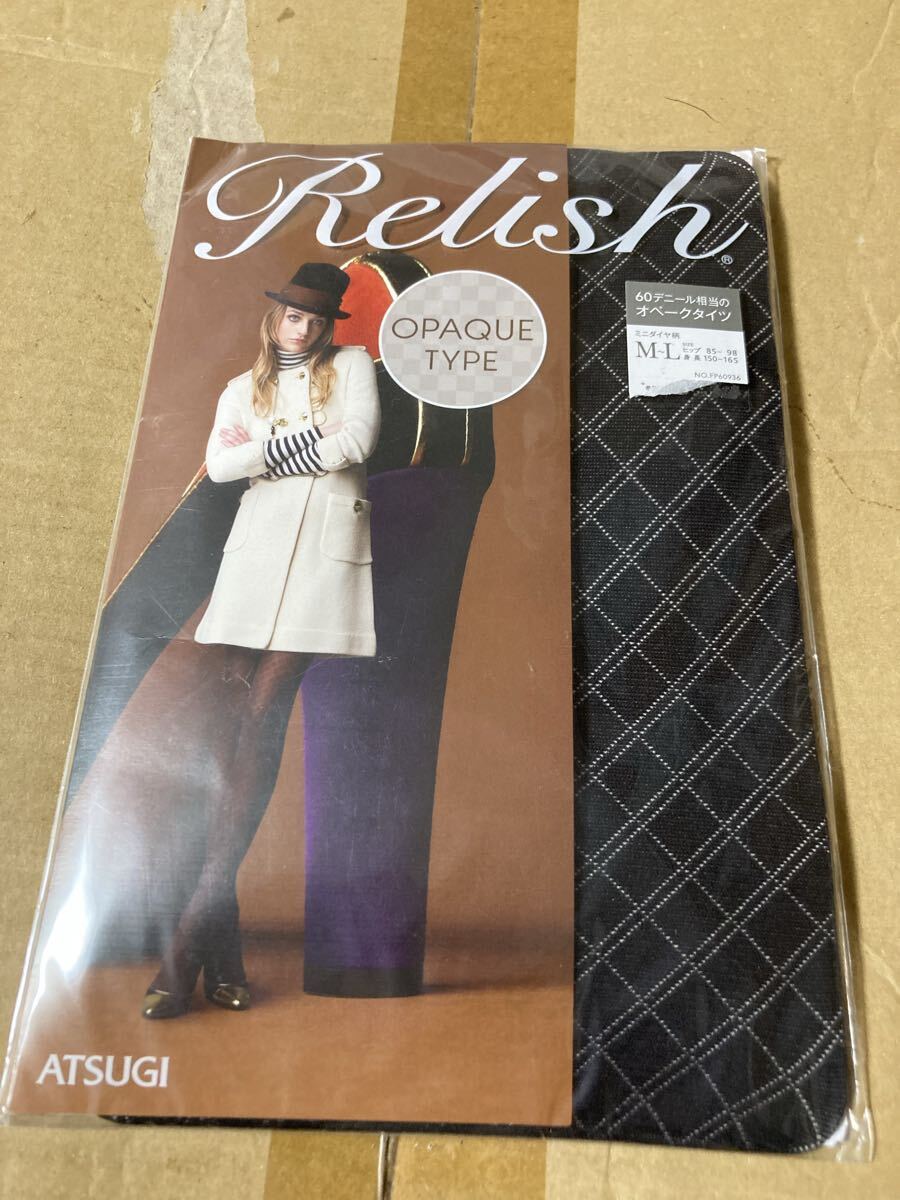 Relish®
OPAQUE
TYPE
60デニール相当の
オペークタイツ
ミニダイヤ柄
M~L SIZE
ヒップ 85~98
身長 150~165
NO.FP60936
ATSUGI